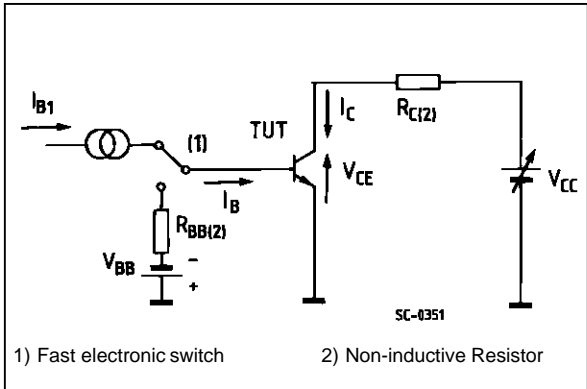 I_B1
(1)
TUT
I_C
R_C(2)
V_CE
V_CC
I_B
R_BB(2)
V_BB
-
+
SC-0351
1) Fast electronic switch 2) Non-inductive Resistor